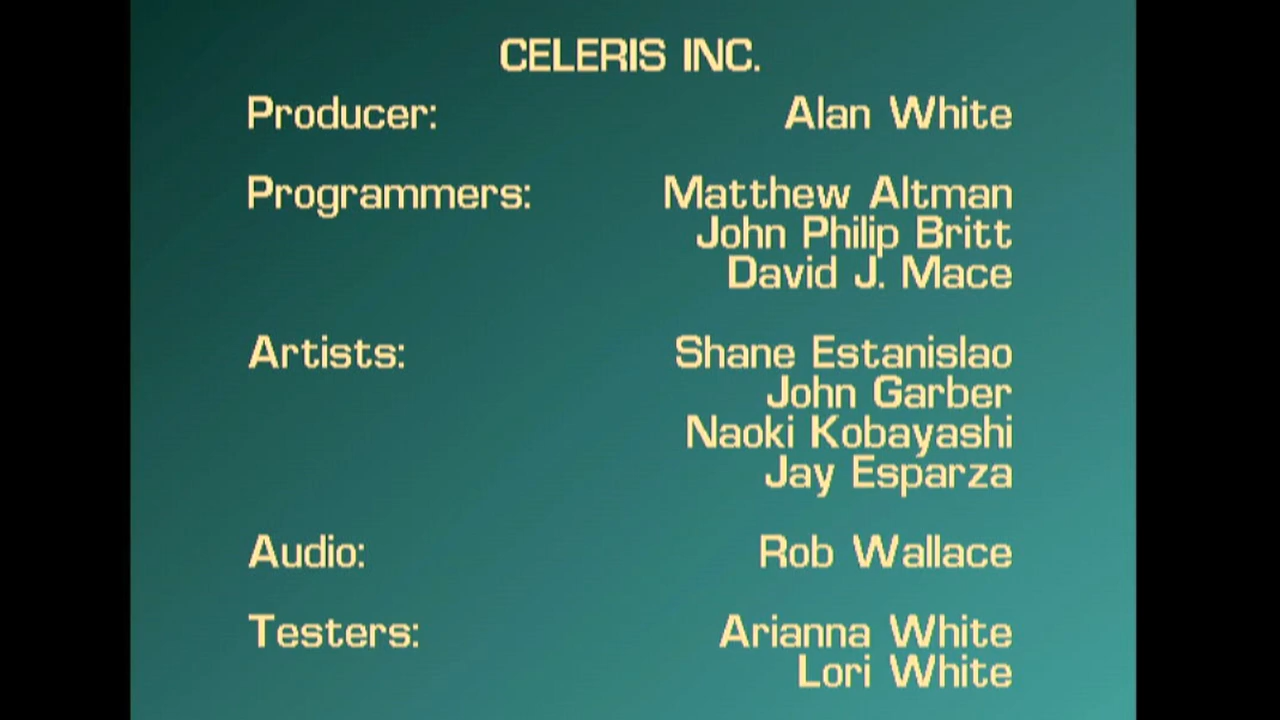 CELERIS INC.
Producer: Alan White
Programmers: Matthew Altman
John Philip Britt
David J. Mace
Artists: Shane Estanislao
John Garber
Naoki Kobayashi
Jay Esparza
Audio: Rob Wallace
Testers: Arianna White
Lori White